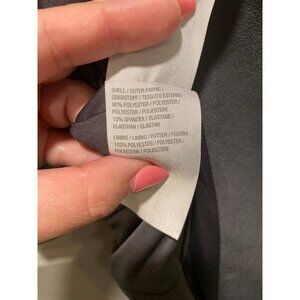 SHELL / OUTER FABRIC /
OBERSTOFF / TESSUTO ESTERNO
90% POLYESTER / POLYESTER /
POLYESTER / POLIESTERE
10% SPANDEX / ELASTANE /
ELASTHAN / ELASTAN
LINING / LINING / FUTTER / FODERA
100% POLYESTER / POLYESTER /
POLYESTER / POLIESTERE